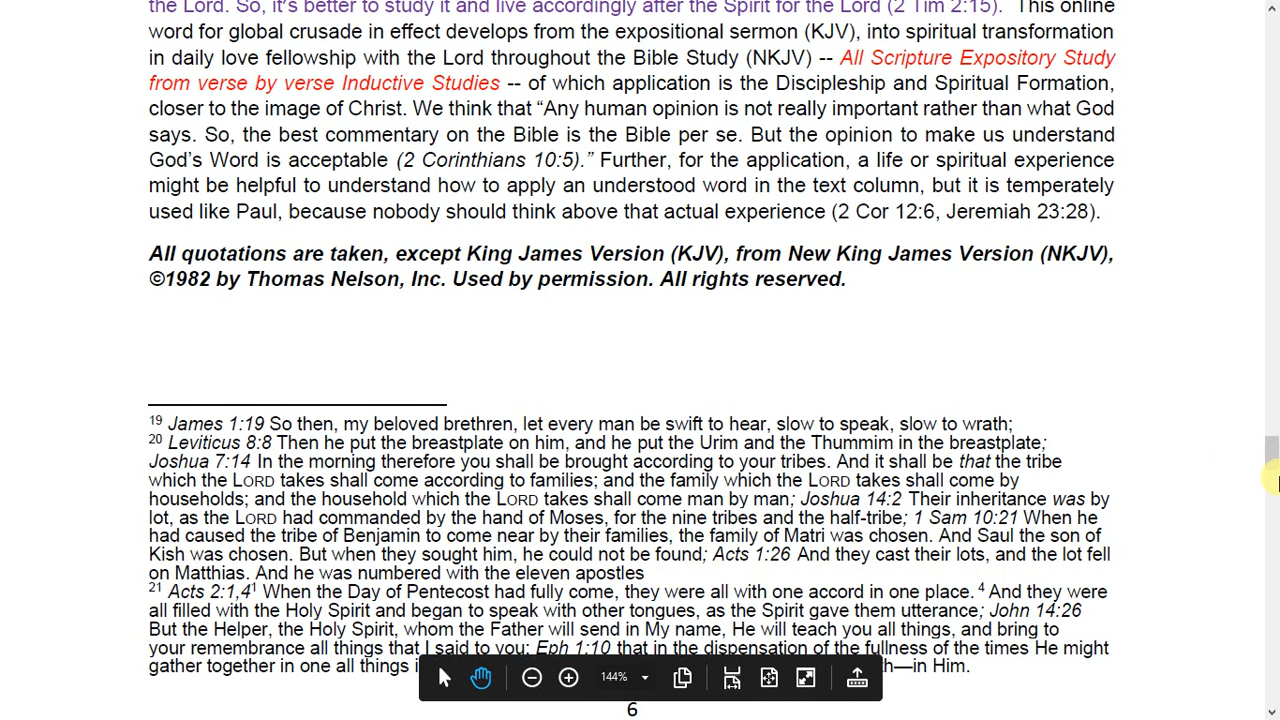 the Lord. So, it's better to study it and live accordingly after the Spirit for the Lord (2 Tim 2:15). This online
word for global crusade in effect develops from the expositional sermon (KJV), into spiritual transformation
in daily love fellowship with the Lord throughout the Bible Study (NKJV) -- All Scripture Expository Study
from verse by verse Inductive Studies -- of which application is the Discipleship and Spiritual Formation,
closer to the image of Christ. We think that “Any human opinion is not really important rather than what God
says. So, the best commentary on the Bible is the Bible per se. But the opinion to make us understand
God’s Word is acceptable (2 Corinthians 10:5).” Further, for the application, a life or spiritual experience
might be helpful to understand how to apply an understood word in the text column, but it is temperately
used like Paul, because nobody should think above that actual experience (2 Cor 12:6, Jeremiah 23:28).
All quotations are taken, except King James Version (KJV), from New King James Version (NKJV),
©1982 by Thomas Nelson, Inc. Used by permission. All rights reserved.
19 James 1:19 So then, my beloved brethren, let every man be swift to hear, slow to speak, slow to wrath;
20 Leviticus 8:8 Then he put the breastplate on him, and he put the Urim and the Thummim in the breastplate;
Joshua 7:14 In the morning therefore you shall be brought according to your tribes. And it shall be that the tribe
which the LORD takes shall come according to families; and the family which the LORD takes shall come by
households; and the household which the LORD takes shall come man by man; Joshua 14:2 Their inheritance was by
lot, as the LORD had commanded by the hand of Moses, for the nine tribes and the half-tribe; 1 Sam 10:21 When he
had caused the tribe of Benjamin to come near by their families, the family of Matri was chosen. And Saul the son of
Kish was chosen. But when they sought him, he could not be found; Acts 1:26 And they cast their lots, and the lot fell
on Matthias. And he was numbered with the eleven apostles
21 Acts 2:1,4 1 When the Day of Pentecost had fully come, they were all with one accord in one place. 4 And they were
all filled with the Holy Spirit and began to speak with other tongues, as the Spirit gave them utterance; John 14:26
But the Helper, the Holy Spirit, whom the Father will send in My name, He will teach you all things, and bring to
your remembrance all things that I said to you; Eph 1:10 that in the dispensation of the fullness of the times He might
gather together in one all things in Him.
144%
6